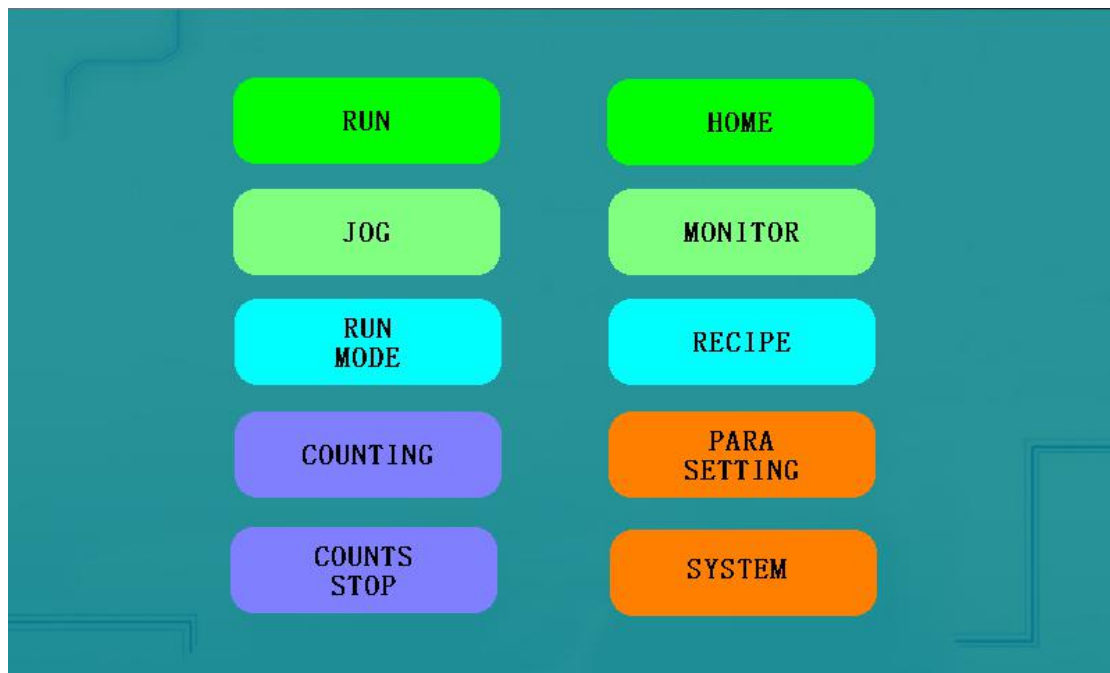 RUN
HOME
JOG
MONITOR
RUN
MODE
RECIPE
COUNTING
PARA
SETTING
COUNTS
STOP
SYSTEM